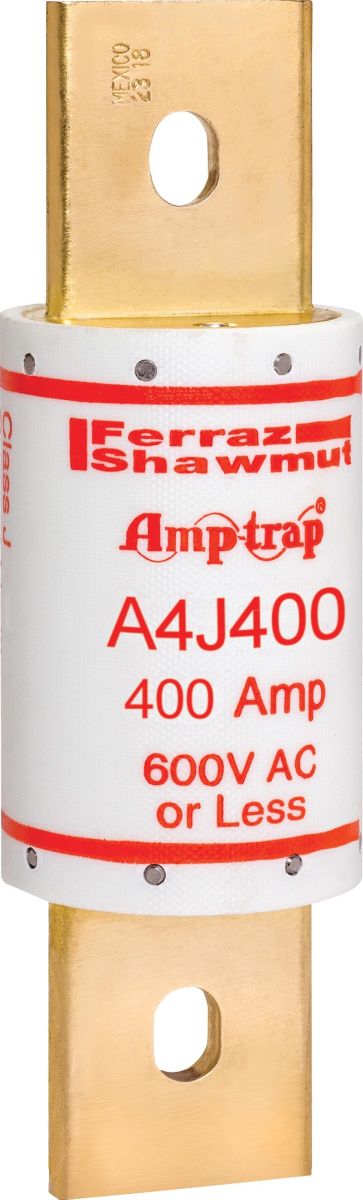 MEXICO
23 18
Ferraz
Shawmut
Amp-trap®
A4J400
400 Amp
600V AC
or Less
Class J